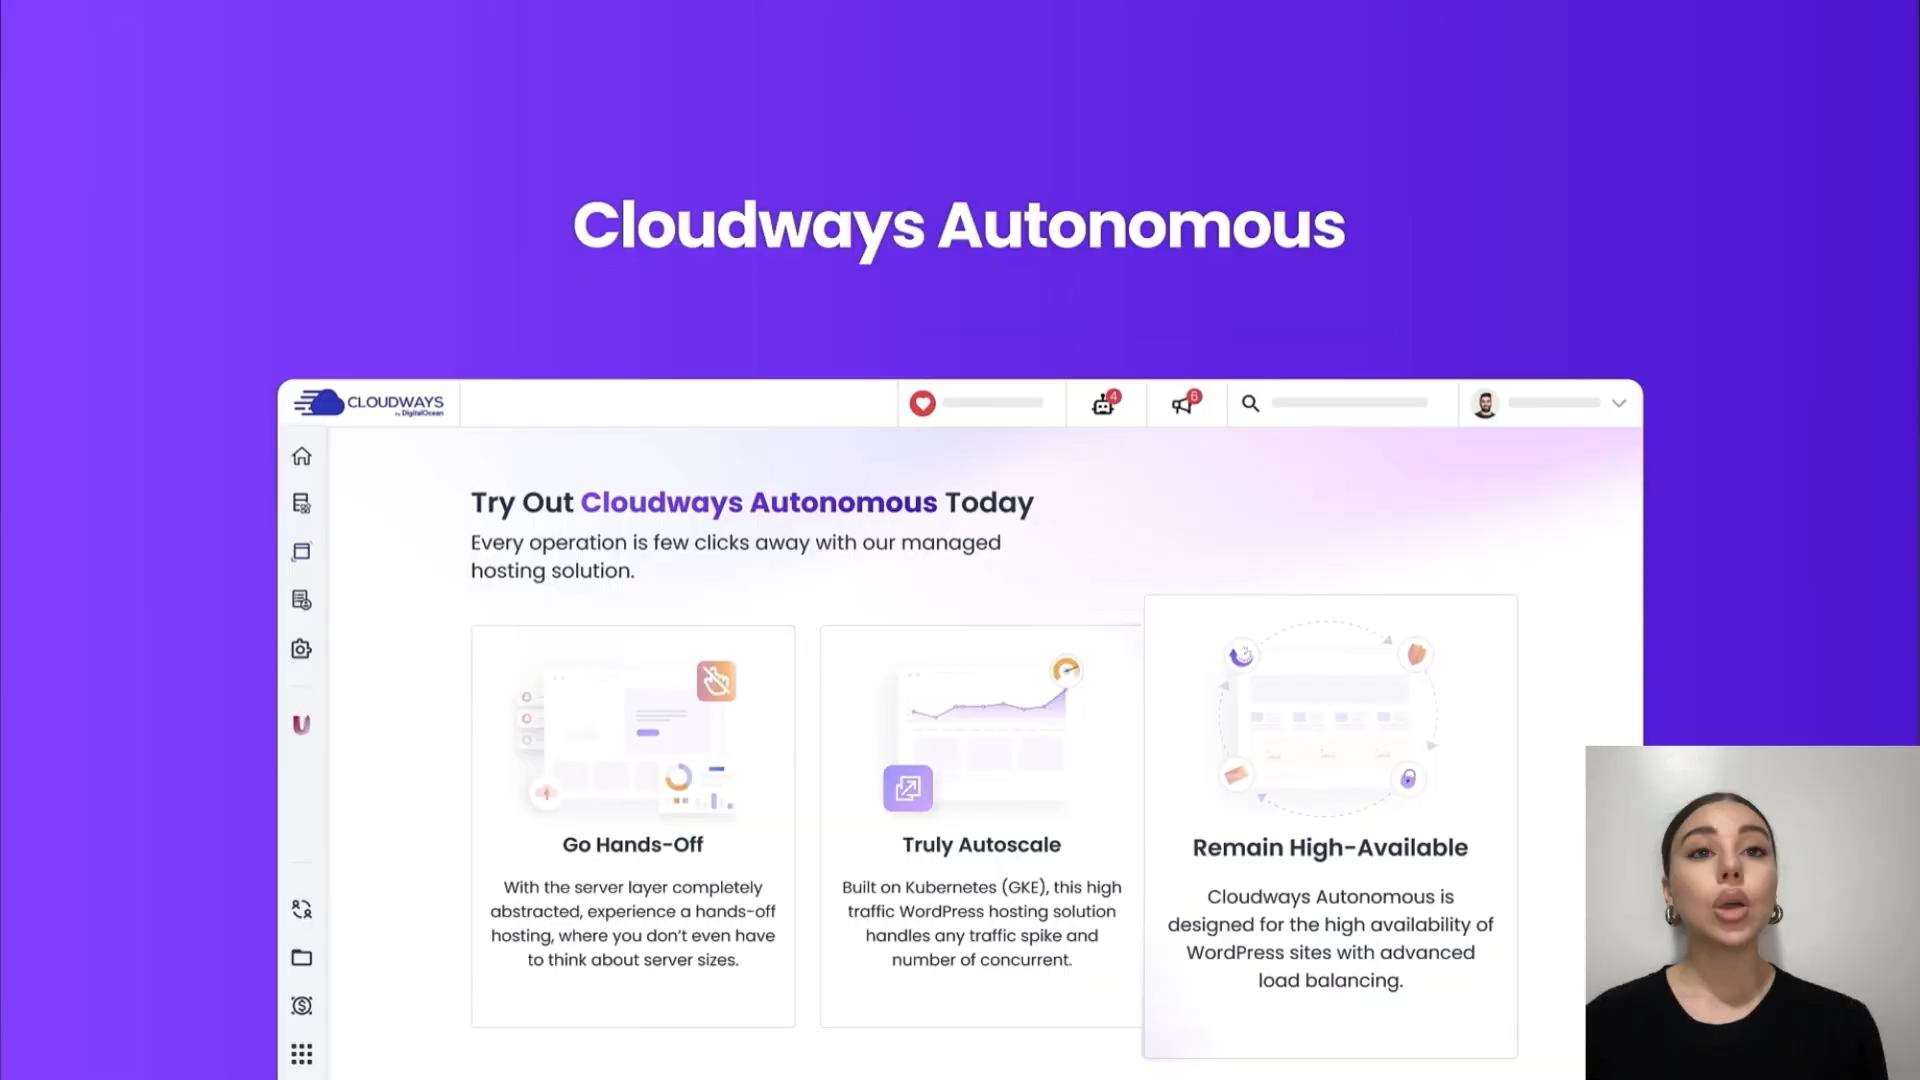 Cloudways Autonomous
CLOUDWAYS
by DigitalOcean
4
6
Try Out Cloudways Autonomous Today
Every operation is few clicks away with our managed
hosting solution.
Go Hands-Off
With the server layer completely
abstracted, experience a hands-off
hosting, where you don't even have
to think about server sizes.
Truly Autoscale
Built on Kubernetes (GKE), this high
traffic WordPress hosting solution
handles any traffic spike and
number of concurrent.
Remain High-Available
Cloudways Autonomous is
designed for the high availability of
WordPress sites with advanced
load balancing.